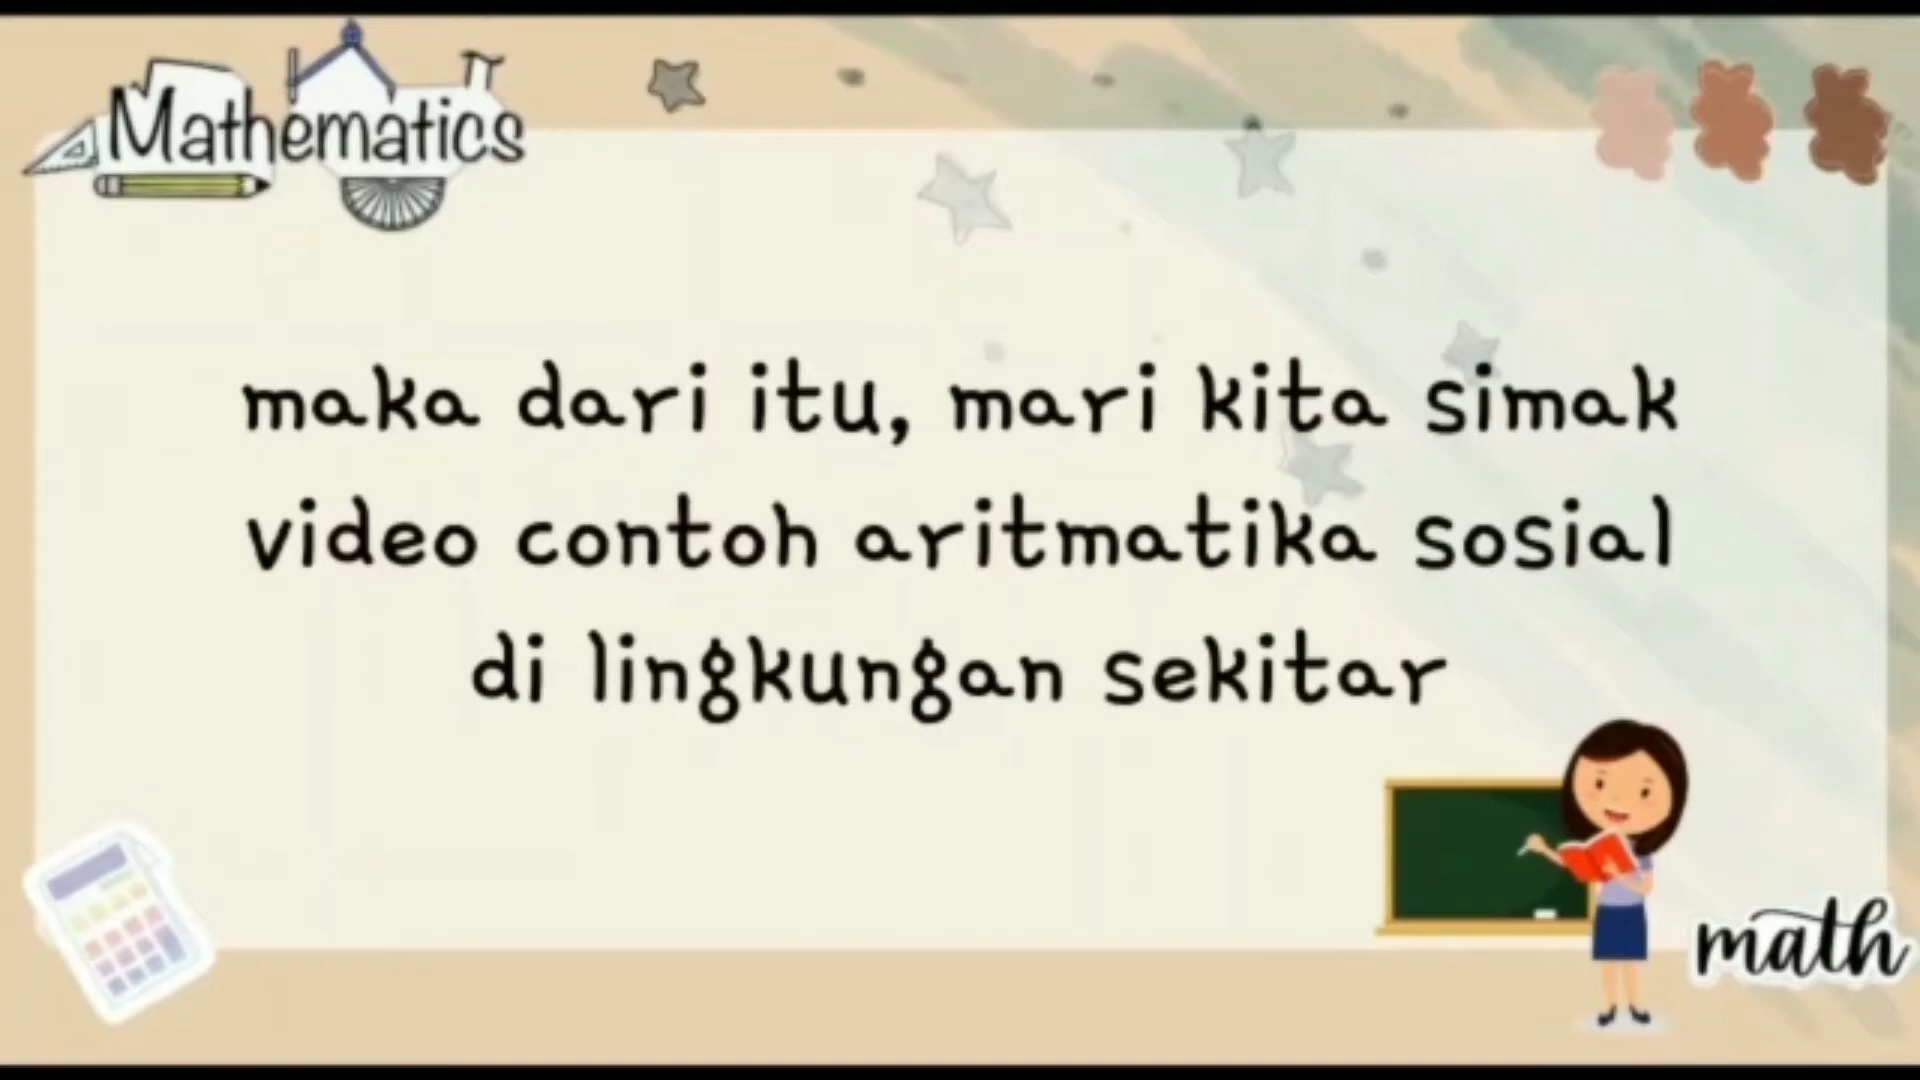 Mathematics
maka dari itu, mari kita simak
video contoh aritmatika sosial
di lingkungan sekitar
math